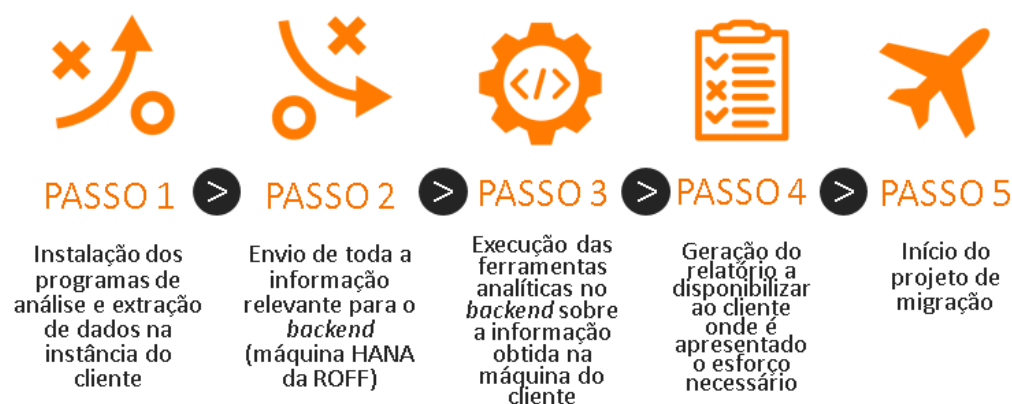 PASSO 1 > PASSO 2 > PASSO 3 > PASSO 4 > PASSO 5
Instalação dos
programas de
análise e extração
de dados na
instância do
cliente
Envio de toda a
informação
relevante para o
backend
(máquina HANA
da ROFF)
Execução das
ferramentas
analíticas no
backend sobre
a informação
obtida na
máquina do
cliente
Geração do
relatório a
disponibilizar
ao cliente
onde é
apresentado
o esforço
necessário
Início do
projeto de
migração